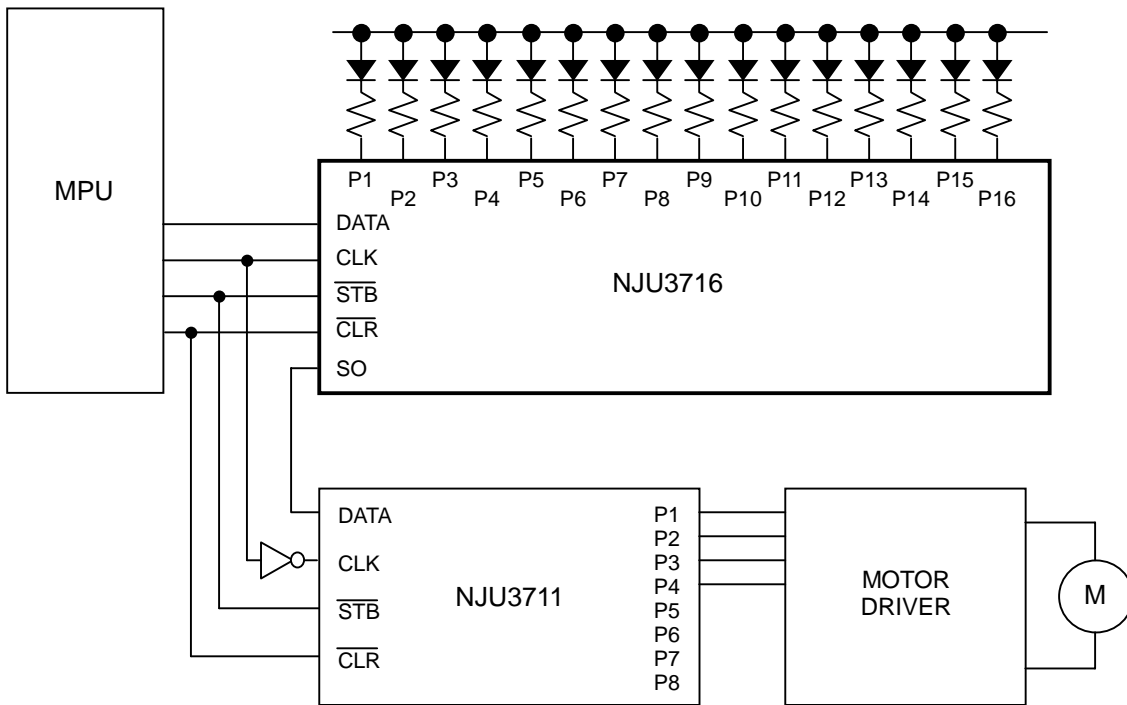 MPU
P1 P3 P5 P7 P9 P11 P13 P15
P2 P4 P6 P8 P10 P12 P14 P16
DATA
CLK
STB
CLR
SO
NJU3716
DATA
CLK
STB
CLR
NJU3711
P1
P2
P3
P4
P5
P6
P7
P8
MOTOR
DRIVER
M